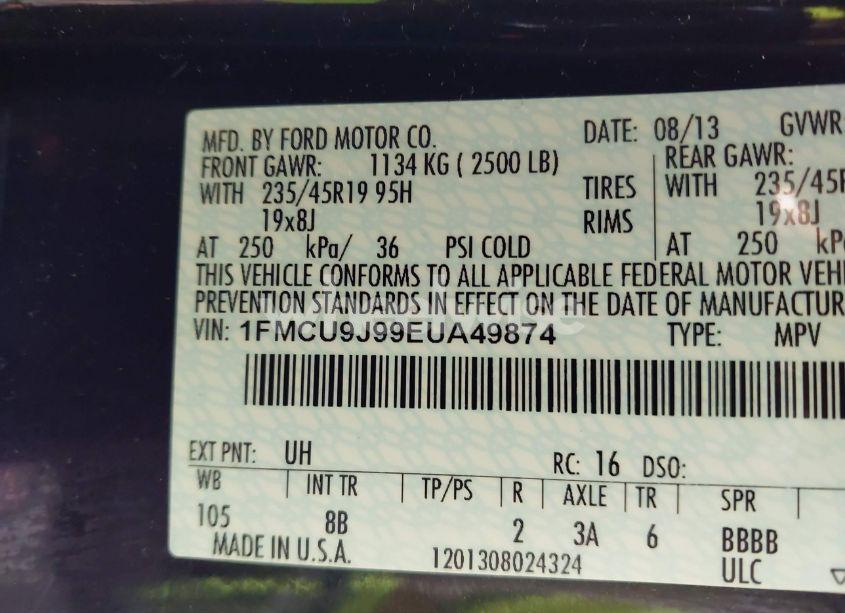 MFD. BY FORD MOTOR CO. DATE: 08/13 GVWR:
FRONT GAWR: 1134 KG ( 2500 LB) REAR GAWR:
WITH 235/45R19 95H TIRES WITH 235/45R
19x8J RIMS 19x8J
AT 250 kPa/ 36 PSI COLD AT 250 kPa
THIS VEHICLE CONFORMS TO ALL APPLICABLE FEDERAL MOTOR VEH
PREVENTION STANDARDS IN EFFECT ON THE DATE OF MANUFACTUR
VIN: 1FMCU9J99EUA49874 TYPE: MPV
EXT PNT: UH RC: 16 DSO:
WB INT TR TP/PS R AXLE TR SPR
105 8B 2 3A 6 BBBB
MADE IN U.S.A. 1201308024324 ULC